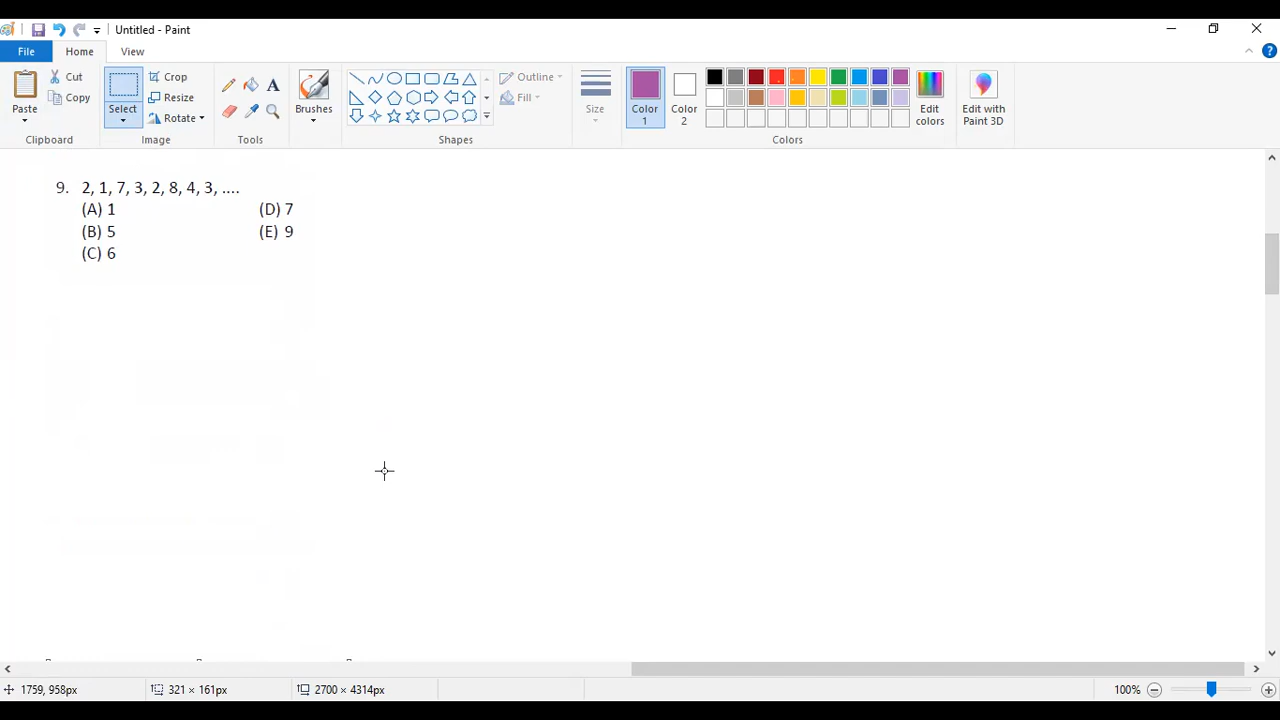 Untitled - Paint
File Home View
Paste
Clipboard
Cut
Copy
Select
Crop
Resize
Rotate
Image
A
Tools
Brushes
Outline
Fill
Shapes
Size
Color 1
Color 2
Edit colors
Edit with Paint 3D
Colors
9. 2, 1, 7, 3, 2, 8, 4, 3, ....
(A) 1 (D) 7
(B) 5 (E) 9
(C) 6
1759, 958px 321 × 161px 2700 × 4314px 100%